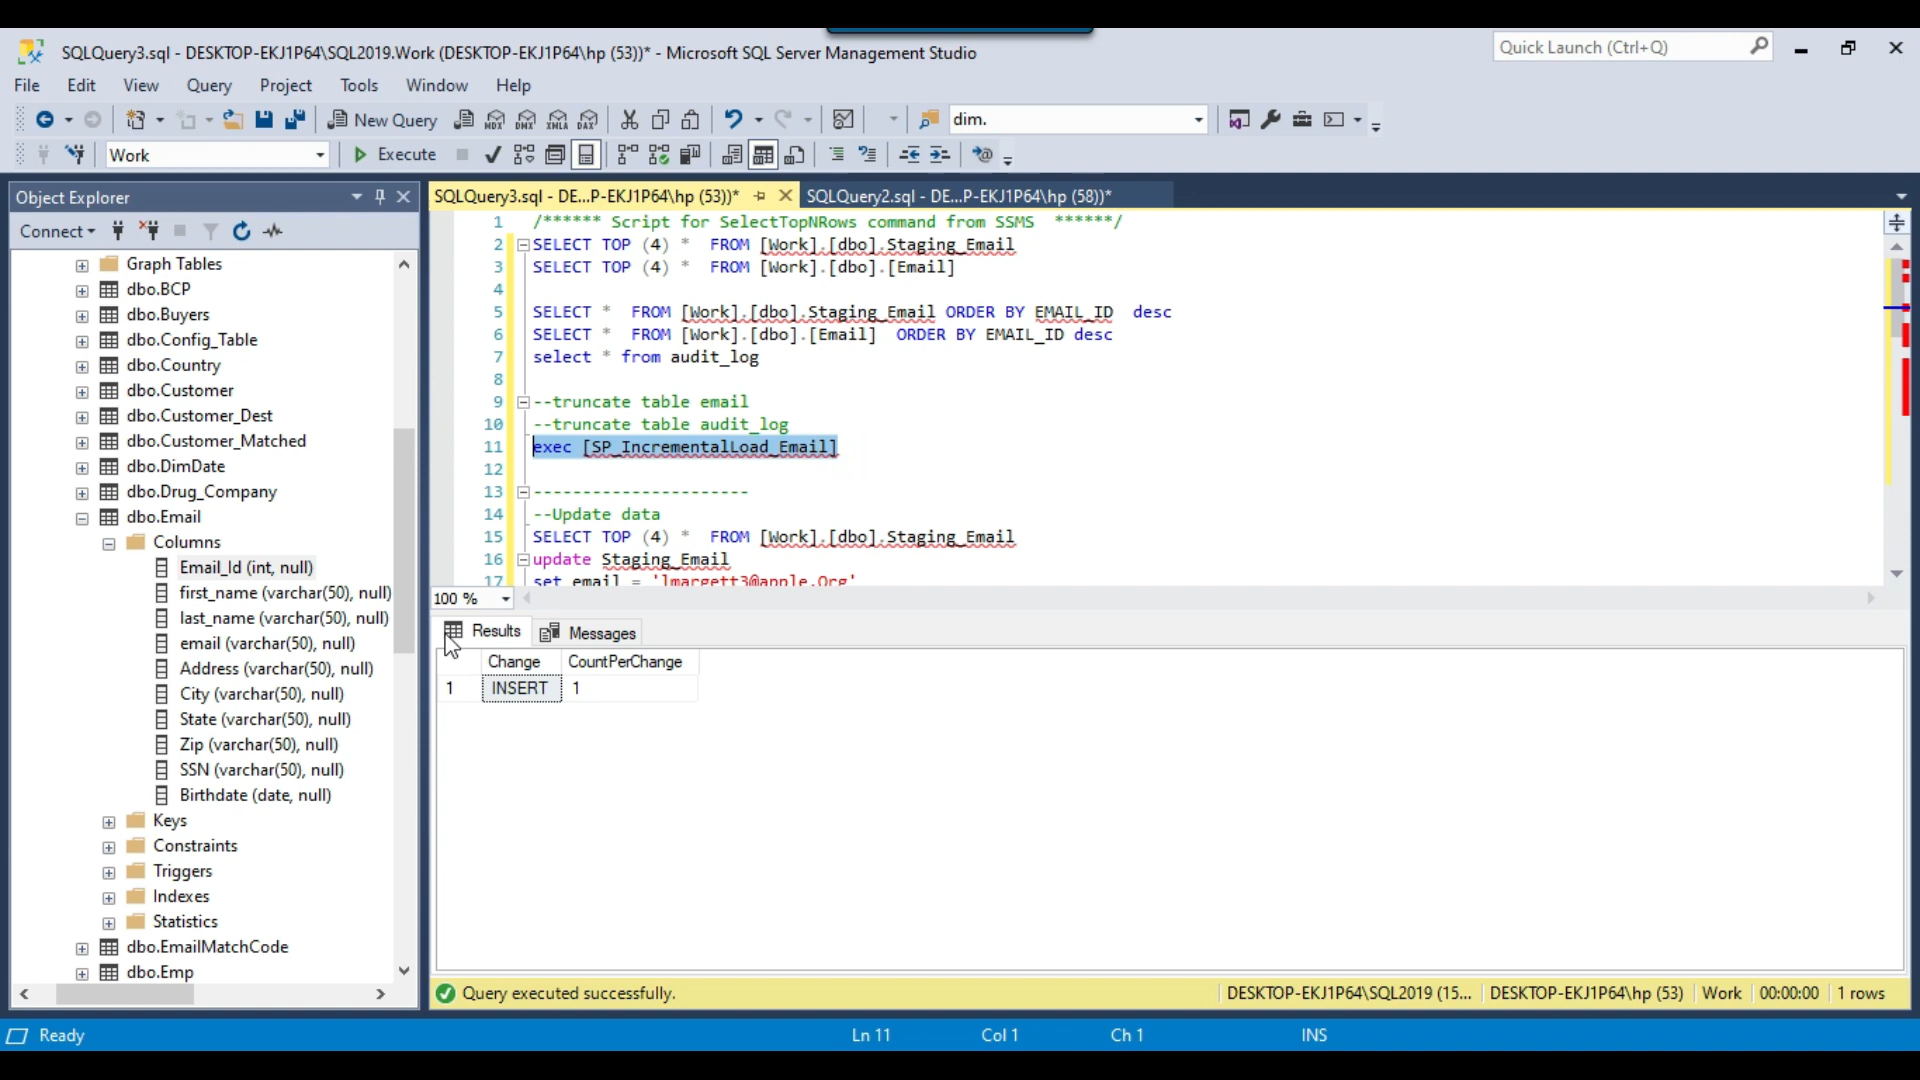 SQLQuery3.sql - DESKTOP-EKJ1P64\SQL2019.Work (DESKTOP-EKJ1P64\hp (53))* - Microsoft SQL Server Management Studio
Quick Launch (Ctrl+Q)
File Edit View Query Project Tools Window Help
New Query MDX DMX XMLA DAX dim.
Work Execute
Object Explorer
SQLQuery3.sql - DE...P-EKJ1P64\hp (53))* SQLQuery2.sql - DE...P-EKJ1P64\hp (58))*
Connect
Graph Tables
dbo.BCP
dbo.Buyers
dbo.Config_Table
dbo.Country
dbo.Customer
dbo.Customer_Dest
dbo.Customer_Matched
dbo.DimDate
dbo.Drug_Company
dbo.Email
Columns
Email_Id (int, null)
first_name (varchar(50), null)
last_name (varchar(50), null)
email (varchar(50), null)
Address (varchar(50), null)
City (varchar(50), null)
State (varchar(50), null)
Zip (varchar(50), null)
SSN (varchar(50), null)
Birthdate (date, null)
Keys
Constraints
Triggers
Indexes
Statistics
dbo.EmailMatchCode
dbo.Emp
1 /****** Script for SelectTopNRows command from SSMS ******/
2 SELECT TOP (4) * FROM [Work].[dbo].Staging_Email
3 SELECT TOP (4) * FROM [Work].[dbo].[Email]
4
5 SELECT * FROM [Work].[dbo].Staging_Email ORDER BY EMAIL_ID desc
6 SELECT * FROM [Work].[dbo].[Email] ORDER BY EMAIL_ID desc
7 select * from audit_log
8
9 --truncate table email
10 --truncate table audit_log
11 exec [SP_IncrementalLoad_Email]
12
13 ----------------------
14 --Update data
15 SELECT TOP (4) * FROM [Work].[dbo].Staging_Email
16 update Staging_Email
17 set email = 'lmargett3@apple.Org'
100 %
Results Messages
Change CountPerChange
1 INSERT 1
Query executed successfully. DESKTOP-EKJ1P64\SQL2019 (15... DESKTOP-EKJ1P64\hp (53) Work 00:00:00 1 rows
Ready Ln 11 Col 1 Ch 1 INS